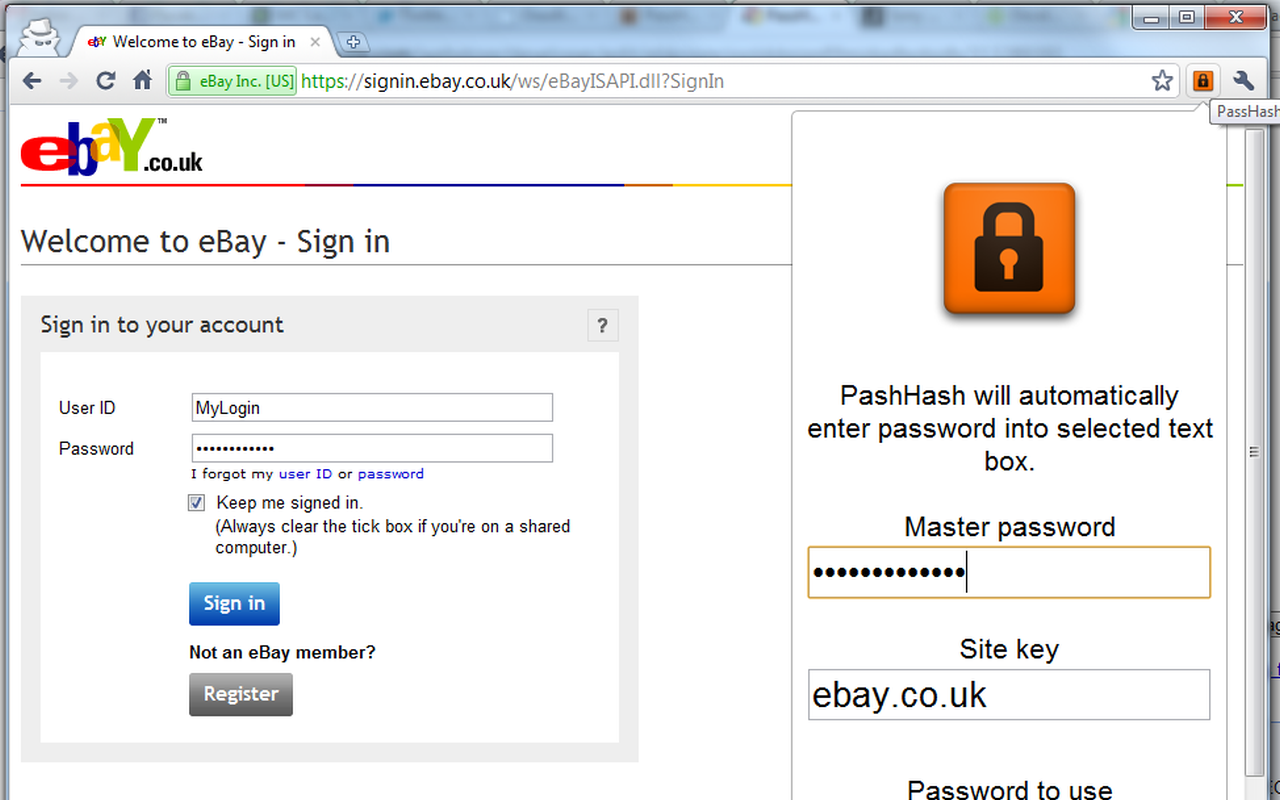 Welcome to eBay - Sign in
eBay Inc. [US] https://signin.ebay.co.uk/ws/eBayISAPI.dll?SignIn
PassHash
ebaY™.co.uk
Welcome to eBay - Sign in
Sign in to your account
?
User ID
MyLogin
Password
I forgot my user ID or password
Keep me signed in.
(Always clear the tick box if you're on a shared
computer.)
Sign in
Not an eBay member?
Register
PashHash will automatically
enter password into selected text
box.
Master password
Site key
ebay.co.uk
Password to use